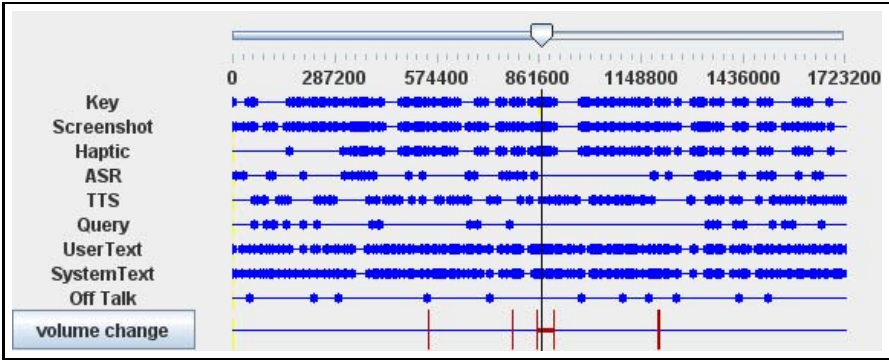 0 287200 574400 861600 1148800 1436000 1723200
Key
Screenshot
Haptic
ASR
TTS
Query
UserText
SystemText
Off Talk
volume change